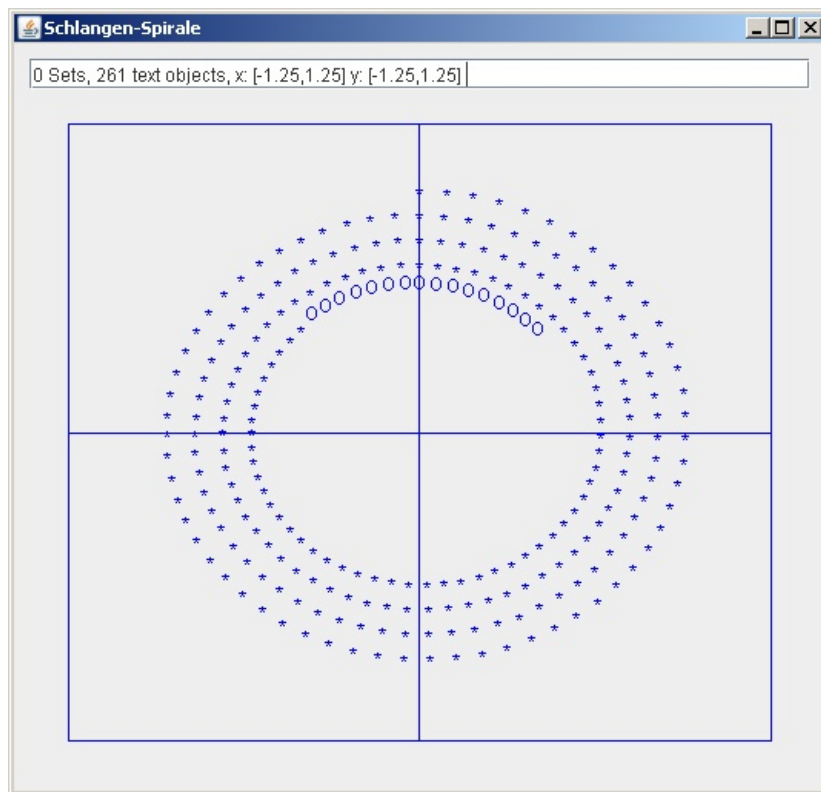 Schlangen-Spirale
0 Sets, 261 text objects, x: [-1.25,1.25] y: [-1.25,1.25]